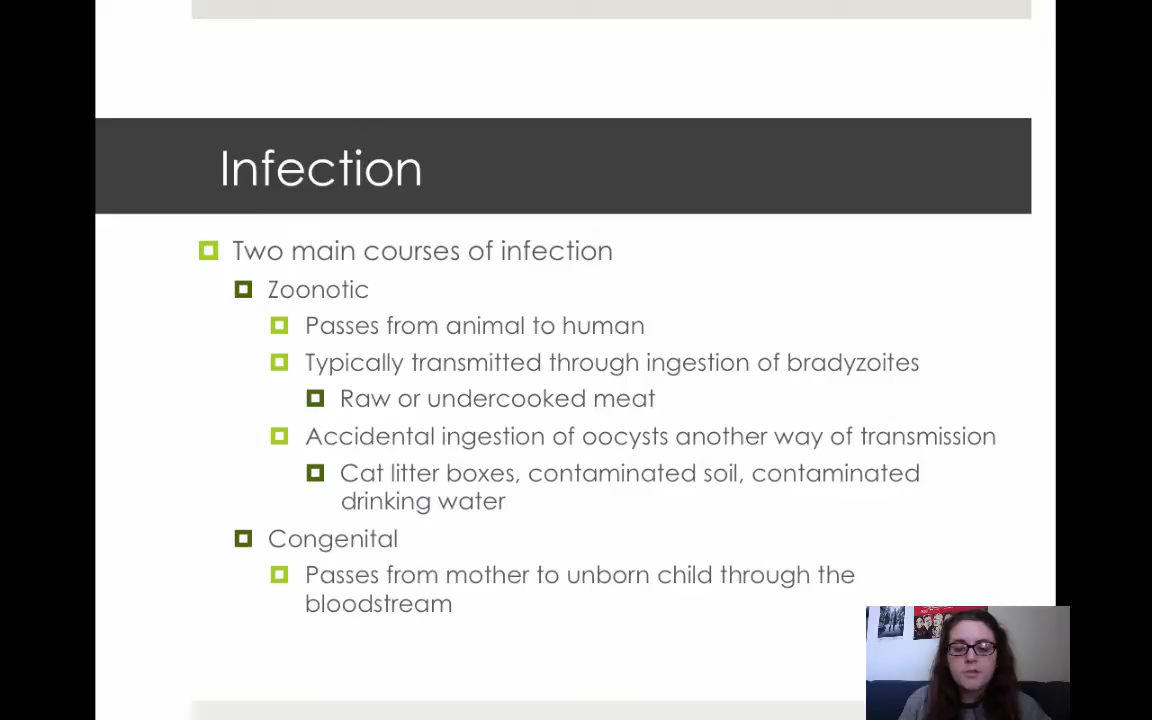 Infection
Two main courses of infection
Zoonotic
Passes from animal to human
Typically transmitted through ingestion of bradyzoites
Raw or undercooked meat
Accidental ingestion of oocysts another way of transmission
Cat litter boxes, contaminated soil, contaminated
drinking water
Congenital
Passes from mother to unborn child through the
bloodstream